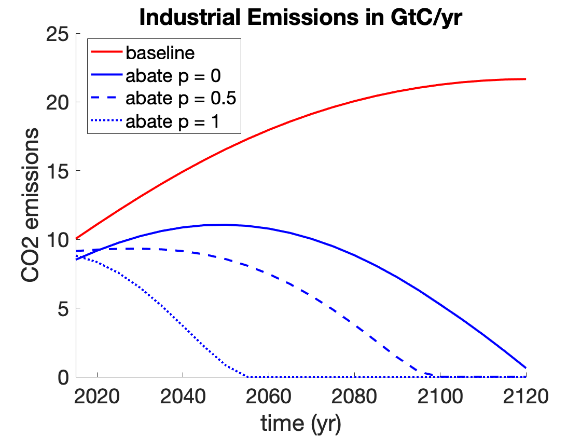 Industrial Emissions in GtC/yr
25
20
15
10
5
0
CO2 emissions
baseline
abate p = 0
abate p = 0.5
abate p = 1
2020 2040 2060 2080 2100 2120
time (yr)